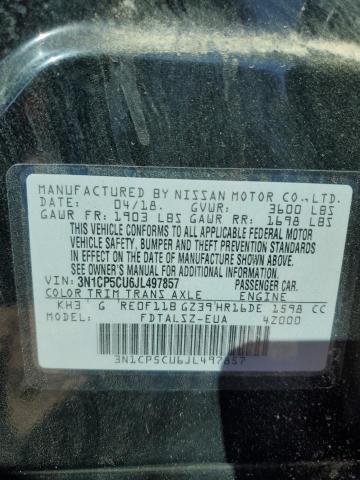 MANUFACTURED BY NISSAN MOTOR CO.,LTD.
DATE: 04/18. GVWR: 3600 LBS
GAWR FR: 1903 LBS GAWR RR: 1698 LBS
THIS VEHICLE CONFORMS TO ALL APPLICABLE FEDERAL MOTOR
VEHICLE SAFETY, BUMPER AND THEFT PREVENTION STANDARDS
IN EFFECT ON THE DATE OF MANUFACTURE SHOWN ABOVE.
SEE OWNER'S MANUAL FOR ADDITIONAL INFORMATION.
VIN: 3N1CP5CU6JL497857 PASSENGER CAR.
COLOR TRIM TRANS AXLE ENGINE
KH3 G RE0F11B GZ39 HR16DE 1598 CC
MODEL FDTALSZ-EUA 4Z000
3N1CP5CU6JL497857